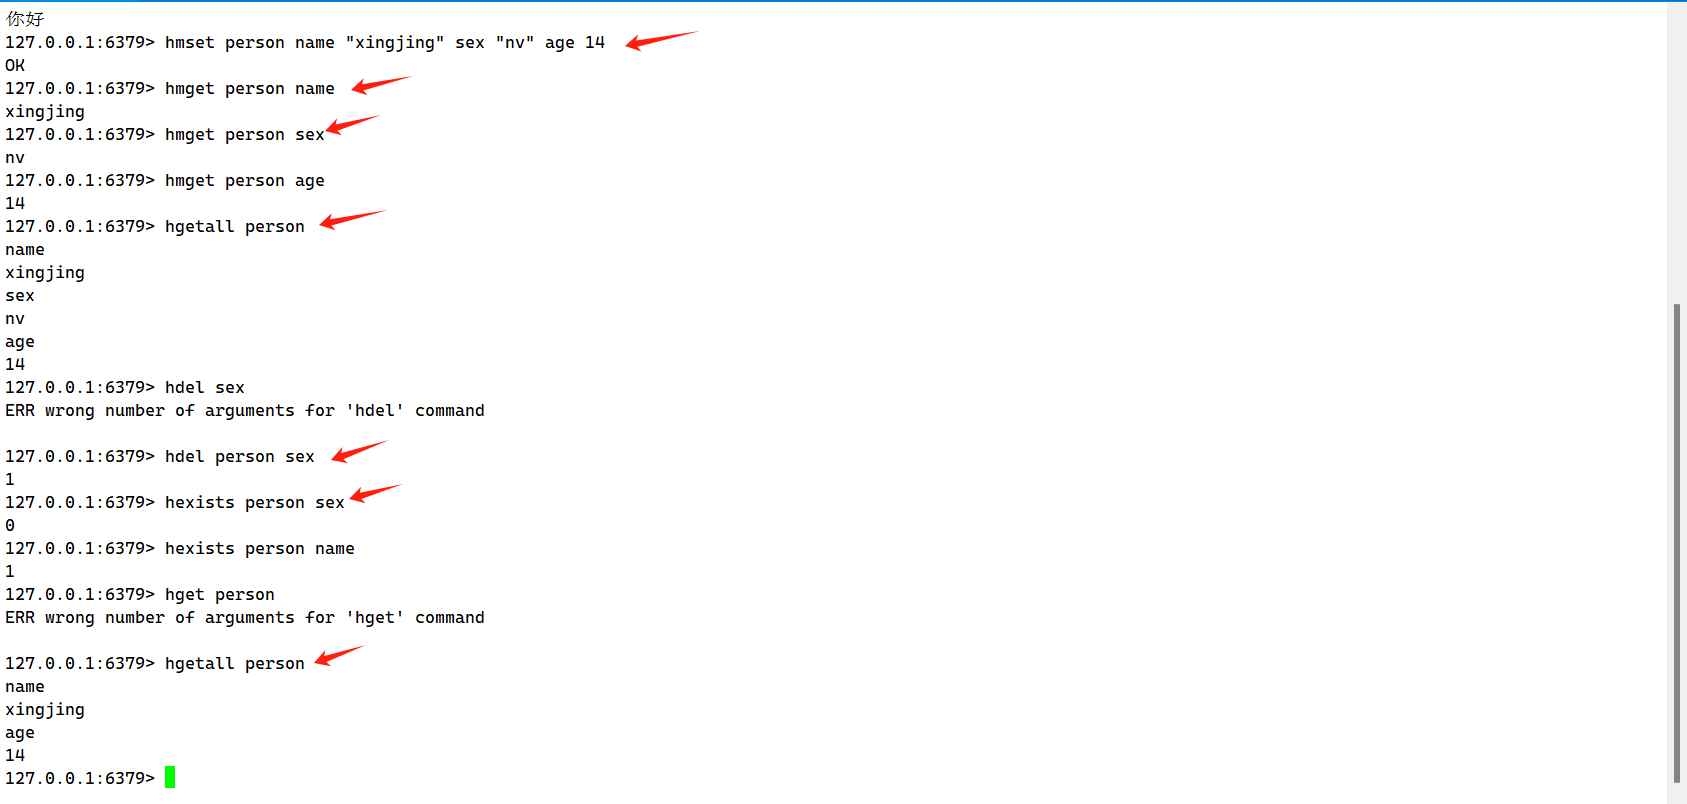 你好
127.0.0.1:6379> hmset person name "xingjing" sex "nv" age 14
OK
127.0.0.1:6379> hmget person name
xingjing
127.0.0.1:6379> hmget person sex
nv
127.0.0.1:6379> hmget person age
14
127.0.0.1:6379> hgetall person
name
xingjing
sex
nv
age
14
127.0.0.1:6379> hdel sex
ERR wrong number of arguments for 'hdel' command
127.0.0.1:6379> hdel person sex
1
127.0.0.1:6379> hexists person sex
0
127.0.0.1:6379> hexists person name
1
127.0.0.1:6379> hget person
ERR wrong number of arguments for 'hget' command
127.0.0.1:6379> hgetall person
name
xingjing
age
14
127.0.0.1:6379>